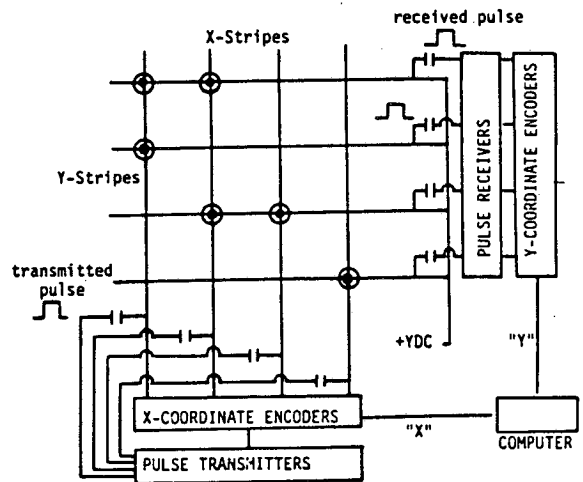 received pulse
X-Stripes
Y-Stripes
PULSE RECEIVERS
Y-COORDINATE ENCODERS
transmitted
pulse
+YDC
"Y"
X-COORDINATE ENCODERS
"X"
COMPUTER
PULSE TRANSMITTERS